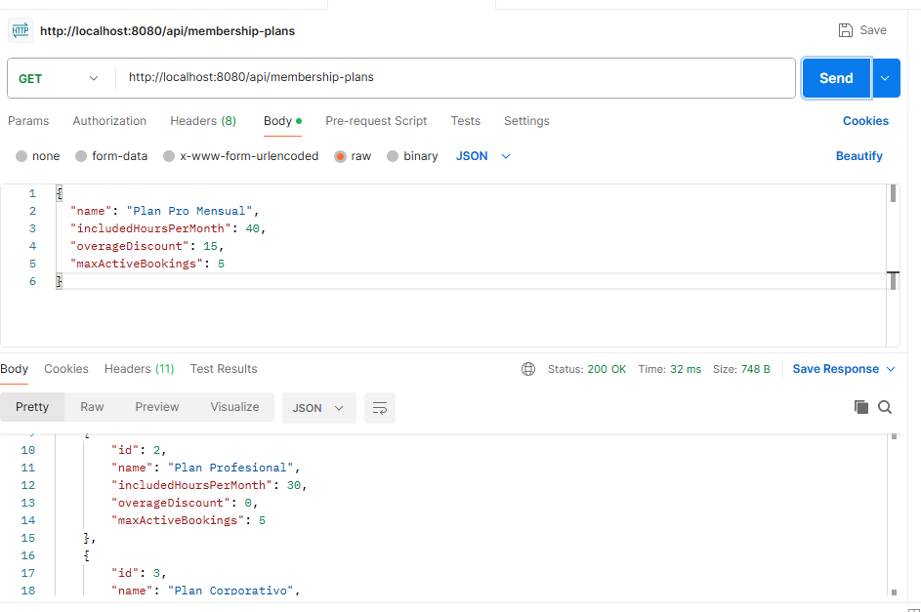 HTTP http://localhost:8080/api/membership-plans Save
GET http://localhost:8080/api/membership-plans Send
Params Authorization Headers (8) Body Pre-request Script Tests Settings Cookies
none form-data x-www-form-urlencoded raw binary JSON Beautify
1 {
2 "name": "Plan Pro Mensual",
3 "includedHoursPerMonth": 40,
4 "overageDiscount": 15,
5 "maxActiveBookings": 5
6 }
Body Cookies Headers (11) Test Results Status: 200 OK Time: 32 ms Size: 748 B Save Response
Pretty Raw Preview Visualize JSON
9 {
10 "id": 2,
11 "name": "Plan Profesional",
12 "includedHoursPerMonth": 30,
13 "overageDiscount": 0,
14 "maxActiveBookings": 5
15 },
16 {
17 "id": 3,
18 "name": "Plan Corporativo",